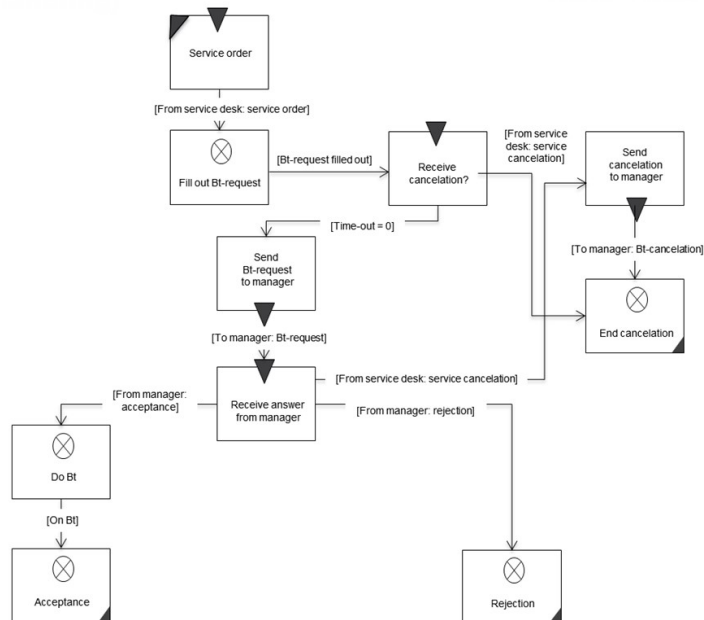 Service order
[From service desk: service order]
Fill out Bt-request
[Bt-request filled out]
Receive
cancelation?
[From service
desk: service
cancelation]
Send
cancelation
to manager
[Time-out = 0]
Send
Bt-request
to manager
[To manager: Bt-cancelation]
End cancelation
[To manager: Bt-request]
Receive answer
from manager
[From service desk: service cancelation]
[From manager:
acceptance]
[From manager: rejection]
Do Bt
[On Bt]
Acceptance
Rejection